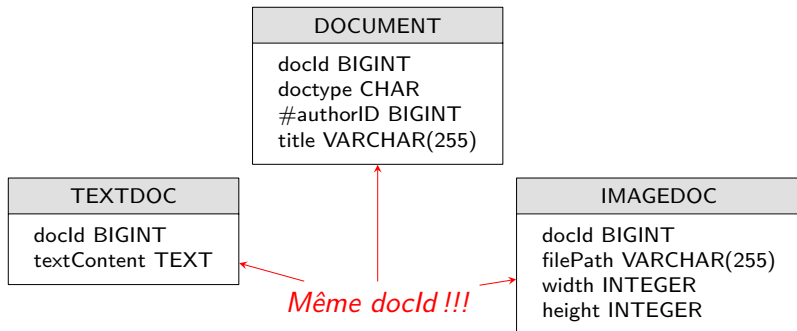 DOCUMENT
docId BIGINT
doctype CHAR
#authorID BIGINT
title VARCHAR(255)
TEXTDOC
docId BIGINT
textContent TEXT
IMAGEDOC
docId BIGINT
filePath VARCHAR(255)
width INTEGER
height INTEGER
Même docId !!!